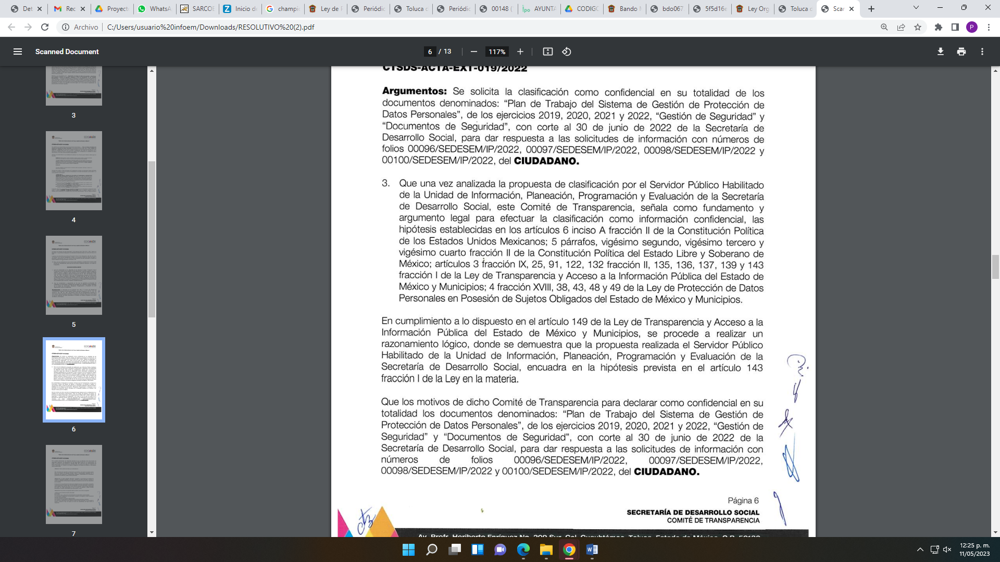 Det
Rec
Proyect
WhatsA
SARCOE
Inicio de
champio
Ley de P
Periódic
Toluca d
Periódic
00148 (
AYUNTA
CODIGO
Bando M
bdo067
5f5d16e
Ley Org
Toluca d
Scan
Archivo
C:/Users/usuario%20infoem/Downloads/RESOLUTIVO%20(2).pdf
P
Scanned Document
6 / 13
117%
3
4
5
6
7
CTSDS-ACTA-EXT-019/2022
Argumentos: Se solicita la clasificación como confidencial en su totalidad de los
documentos denominados: “Plan de Trabajo del Sistema de Gestión de Protección de
Datos Personales”, de los ejercicios 2019, 2020, 2021 y 2022, “Gestión de Seguridad” y
“Documentos de Seguridad”, con corte al 30 de junio de 2022 de la Secretaría de
Desarrollo Social, para dar respuesta a las solicitudes de información con números de
folios 00096/SEDESEM/IP/2022, 00097/SEDESEM/IP/2022, 00098/SEDESEM/IP/2022 y
00100/SEDESEM/IP/2022, del CIUDADANO.
3. Que una vez analizada la propuesta de clasificación por el Servidor Público Habilitado
de la Unidad de Información, Planeación, Programación y Evaluación de la Secretaría
de Desarrollo Social, este Comité de Transparencia, señala como fundamento y
argumento legal para efectuar la clasificación como información confidencial, las
hipótesis establecidas en los artículos 6 inciso A fracción II de la Constitución Política
de los Estados Unidos Mexicanos; 5 párrafos, vigésimo segundo, vigésimo tercero y
vigésimo cuarto fracción II de la Constitución Política del Estado Libre y Soberano de
México; artículos 3 fracción IX, 25, 91, 122, 132 fracción II, 135, 136, 137, 139 y 143
fracción I de la Ley de Transparencia y Acceso a la Información Pública del Estado de
México y Municipios; 4 fracción XVIII, 38, 43, 48 y 49 de la Ley de Protección de Datos
Personales en Posesión de Sujetos Obligados del Estado de México y Municipios.
En cumplimiento a lo dispuesto en el artículo 149 de la Ley de Transparencia y Acceso a la
Información Pública del Estado de México y Municipios, se procede a realizar un
razonamiento lógico, donde se demuestra que la propuesta realizada el Servidor Público
Habilitado de la Unidad de Información, Planeación, Programación y Evaluación de la
Secretaría de Desarrollo Social, encuadra en la hipótesis prevista en el artículo 143
fracción I de la Ley en la materia.
Que los motivos de dicho Comité de Transparencia para declarar como confidencial en su
totalidad los documentos denominados: “Plan de Trabajo del Sistema de Gestión de
Protección de Datos Personales”, de los ejercicios 2019, 2020, 2021 y 2022, “Gestión de
Seguridad” y “Documentos de Seguridad”, con corte al 30 de junio de 2022 de la
Secretaría de Desarrollo Social, para dar respuesta a las solicitudes de información con
números de folios 00096/SEDESEM/IP/2022, 00097/SEDESEM/IP/2022,
00098/SEDESEM/IP/2022 y 00100/SEDESEM/IP/2022, del CIUDADANO.
Página 6
SECRETARÍA DE DESARROLLO SOCIAL
COMITÉ DE TRANSPARENCIA
12:25 p. m.
11/05/2023